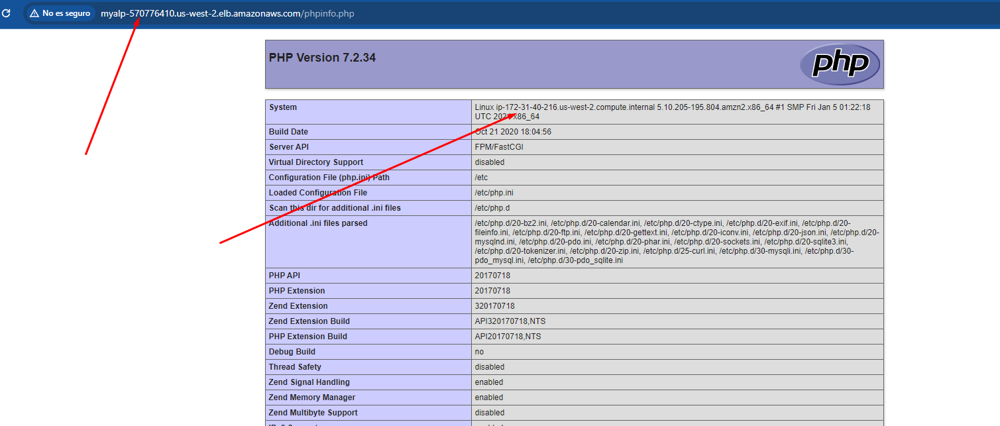 No es seguro myalp-570776410.us-west-2.elb.amazonaws.com/phpinfo.php
PHP Version 7.2.34
php
System Linux ip-172-31-40-216.us-west-2.compute.internal 5.10.205-195.804.amzn2.x86_64 #1 SMP Fri Jan 5 01:22:18
UTC x86_64
Build Date Oct 21 2020 18:04:56
Server API FPM/FastCGI
Virtual Directory Support disabled
Configuration File (php.ini) Path /etc
Loaded Configuration File /etc/php.ini
Scan this dir for additional .ini files /etc/php.d
Additional .ini files parsed /etc/php.d/20-bz2.ini, /etc/php.d/20-calendar.ini, /etc/php.d/20-ctype.ini, /etc/php.d/20-exif.ini, /etc/php.d/20-
fileinfo.ini, /etc/php.d/20-ftp.ini, /etc/php.d/20-gettext.ini, /etc/php.d/20-iconv.ini, /etc/php.d/20-json.ini, /etc/php.d/20-
mysqlnd.ini, /etc/php.d/20-pdo.ini, /etc/php.d/20-phar.ini, /etc/php.d/20-sockets.ini, /etc/php.d/20-sqlite3.ini,
/etc/php.d/20-tokenizer.ini, /etc/php.d/20-zip.ini, /etc/php.d/25-curl.ini, /etc/php.d/30-mysqli.ini, /etc/php.d/30-
pdo_mysql.ini, /etc/php.d/30-pdo_sqlite.ini
PHP API 20170718
PHP Extension 20170718
Zend Extension 320170718
Zend Extension Build API320170718,NTS
PHP Extension Build API20170718,NTS
Debug Build no
Thread Safety disabled
Zend Signal Handling enabled
Zend Memory Manager enabled
Zend Multibyte Support disabled